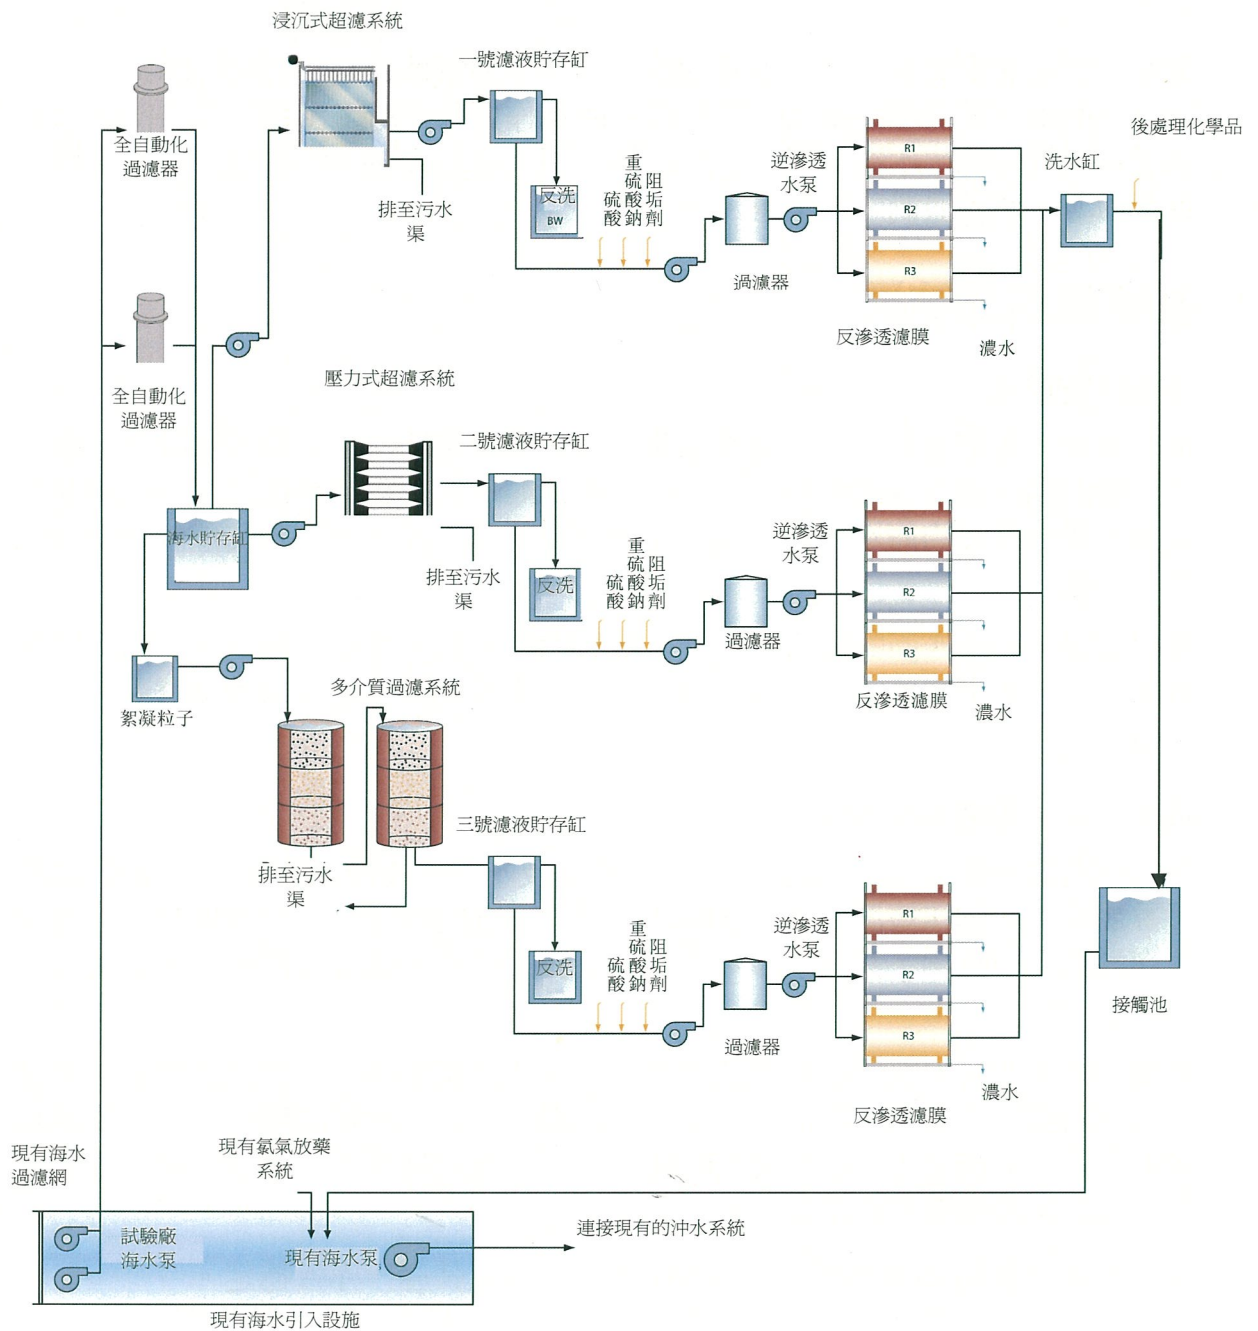 浸沉式超濾系統
一號濾液貯存缸
全自動化
過濾器
排至污水
渠
反洗
BW
硫酸
重硫酸鈉
阻垢劑
過濾器
逆滲透
水泵
R1
R2
R3
反滲透濾膜
濃水
洗水缸
後處理化學品
全自動化
過濾器
壓力式超濾系統
二號濾液貯存缸
海水貯存缸
排至污水
渠
反洗
硫酸
重硫酸鈉
阻垢劑
過濾器
逆滲透
水泵
R1
R2
R3
反滲透濾膜
濃水
絮凝粒子
多介質過濾系統
三號濾液貯存缸
排至污水
渠
反洗
硫酸
重硫酸鈉
阻垢劑
過濾器
逆滲透
水泵
R1
R2
R3
反滲透濾膜
濃水
接觸池
現有海水
過濾網
現有氯氣放藥
系統
試驗廠
海水泵
現有海水泵
連接現有的沖水系統
現有海水引入設施